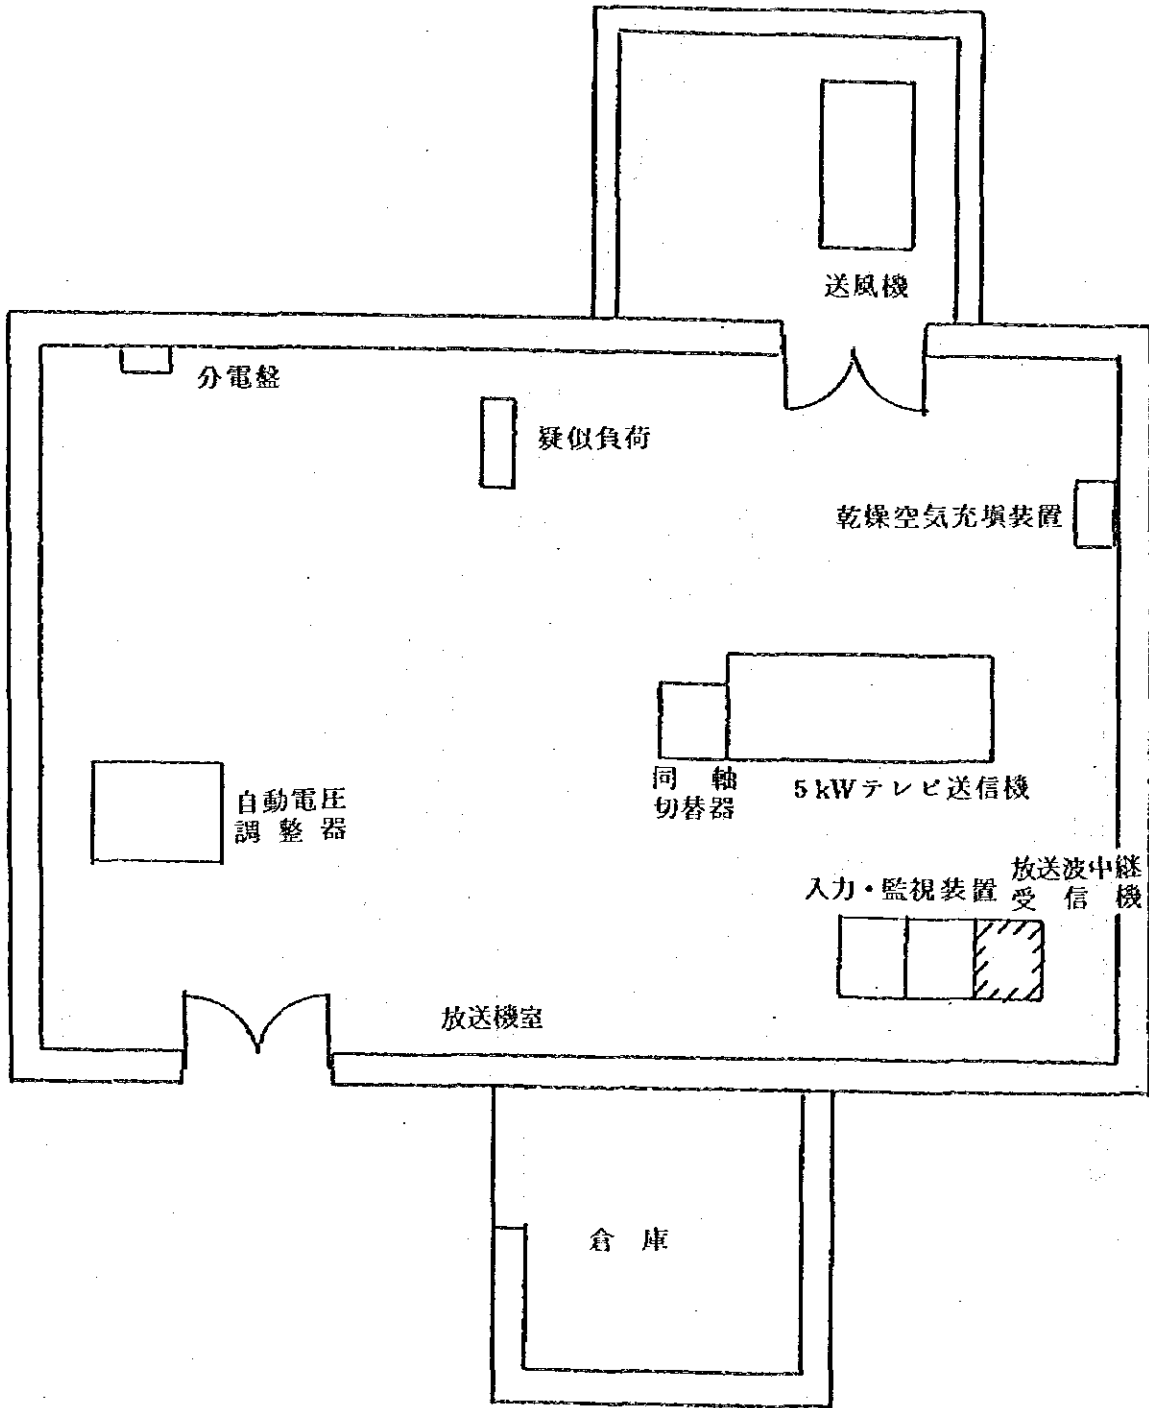 送風機
分電盤
疑似負荷
乾燥空気充填装置
同軸
切替器
5kWテレビ送信機
自動電圧
調整器
入力・監視装置
放送波中継
受信機
放送機室
倉庫